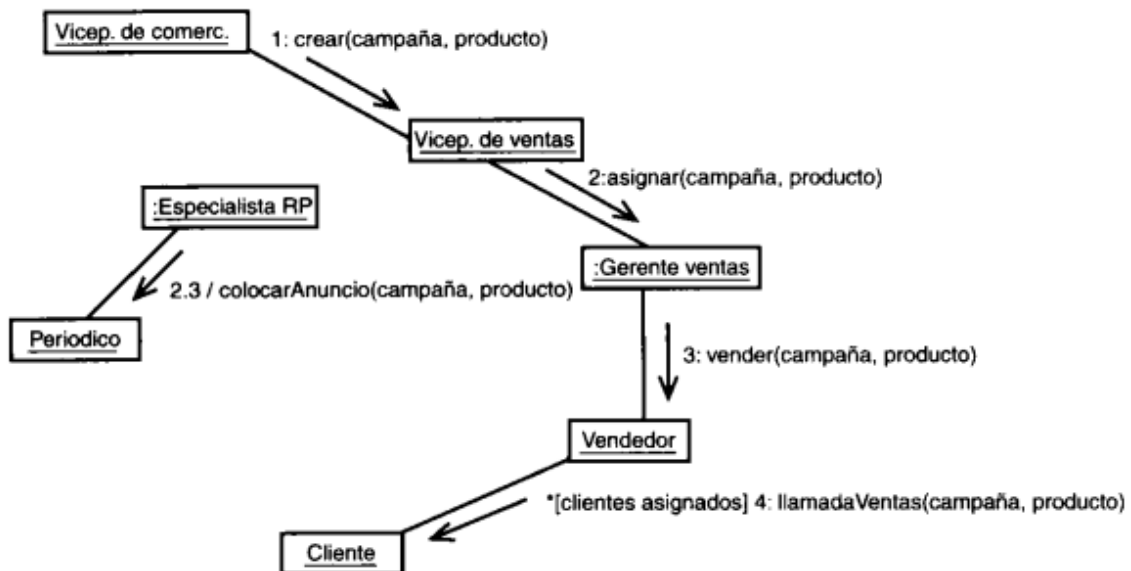 Vicep. de comerc.
1: crear(campaña, producto)
Vicep. de ventas
2:asignar(campaña, producto)
:Especialista RP
:Gerente ventas
2.3 / colocarAnuncio(campaña, producto)
Periodico
3: vender(campaña, producto)
Vendedor
*[clientes asignados] 4: llamadaVentas(campaña, producto)
Cliente